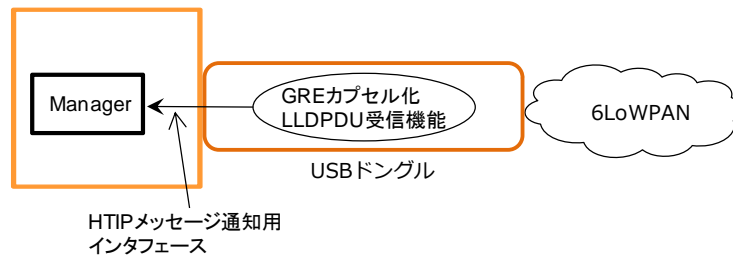 Manager
GREカプセル化
LLDPDU受信機能
6LoWPAN
USBドングル
HTIPメッセージ通知用
インタフェース